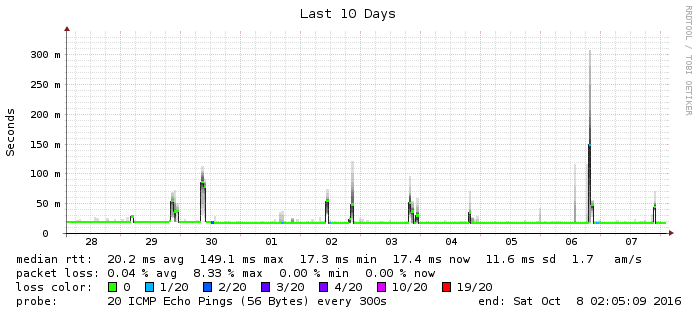 Last 10 Days
RRDTOOL / TOBI OETIKER
Seconds
300 m
250 m
200 m
150 m
100 m
50 m
0
28 29 30 01 02 03 04 05 06 07
median rtt: 20.2 ms avg 149.1 ms max 17.3 ms min 17.4 ms now 11.6 ms sd 1.7 am/s
packet loss: 0.04 % avg 8.33 % max 0.00 % min 0.00 % now
loss color: 0 1/20 2/20 3/20 4/20 10/20 19/20
probe: 20 ICMP Echo Pings (56 Bytes) every 300s end: Sat Oct 8 02:05:09 2016